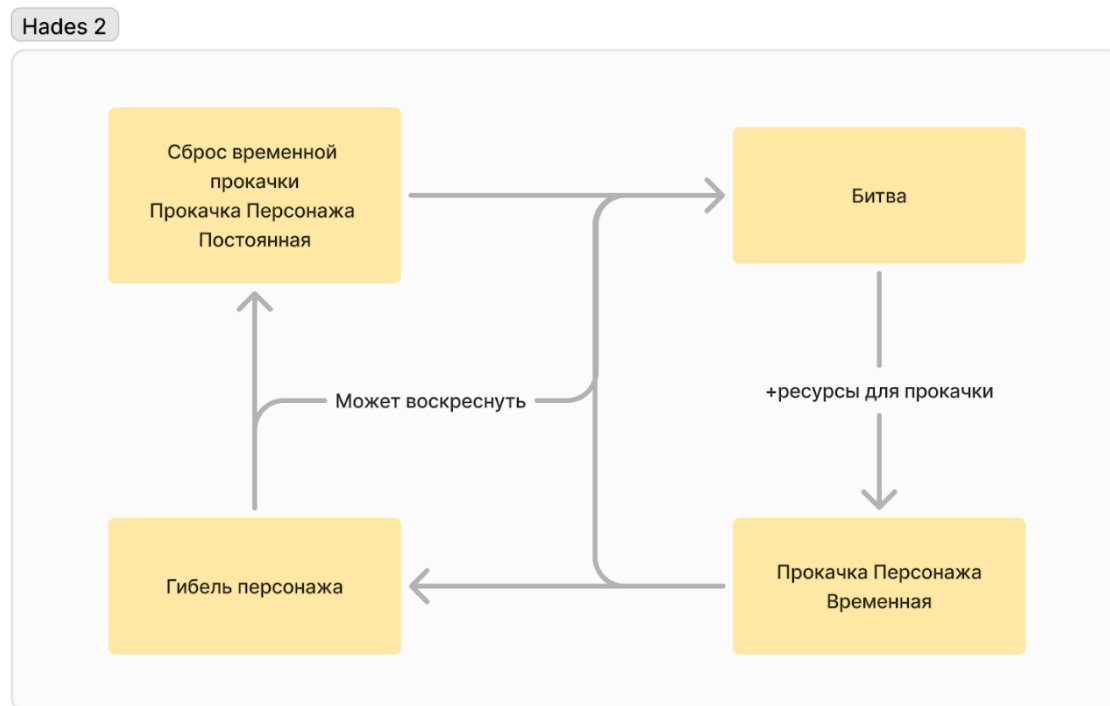 Hades 2
Сброс временной
прокачки
Прокачка Персонажа
Постоянная
Битва
Может воскреснуть
+ресурсы для прокачки
Гибель персонажа
Прокачка Персонажа
Временная